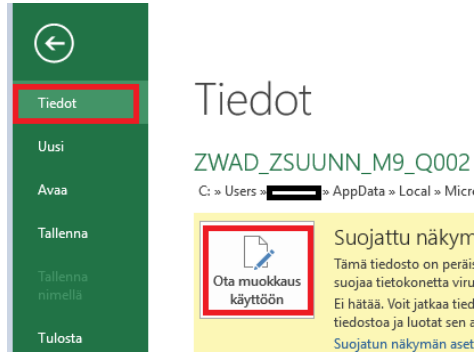 Tiedot
Uusi
Avaa
Tallenna
Tallenna
nimellä
Tulosta
Tiedot
ZWAD_ZSUUNN_M9_Q002
C: » Users » » AppData » Local » Micr
Ota muokkaus
käyttöön
Suojattu näkym
Tämä tiedosto on peräis
suojaa tietokonetta viru
Ei hätää. Voit jatkaa tied
tiedostoa ja luotat sen a
Suojatun näkymän aset